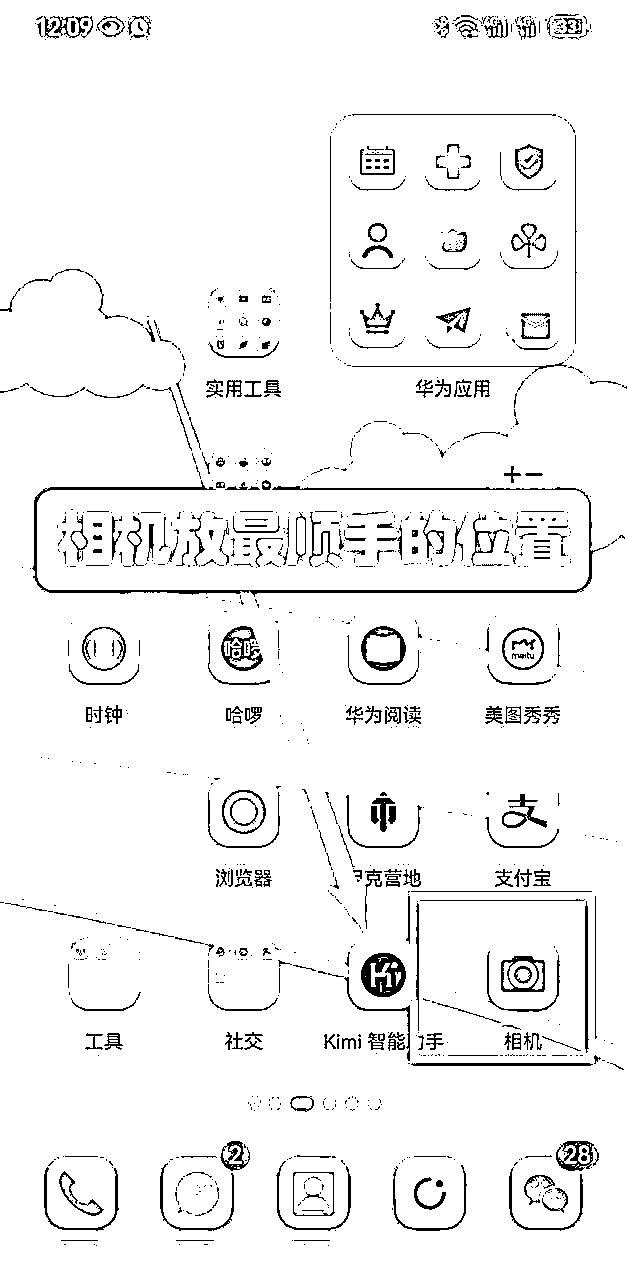 12:09
33
实用工具 华为应用
相机放最顺手的位置
哈啰 meitu
时钟 哈啰 华为阅读 美图秀秀
支
浏览器 坦克营地 支付宝
Ki
工具 社交 Kimi 智能助手 相机
2 28